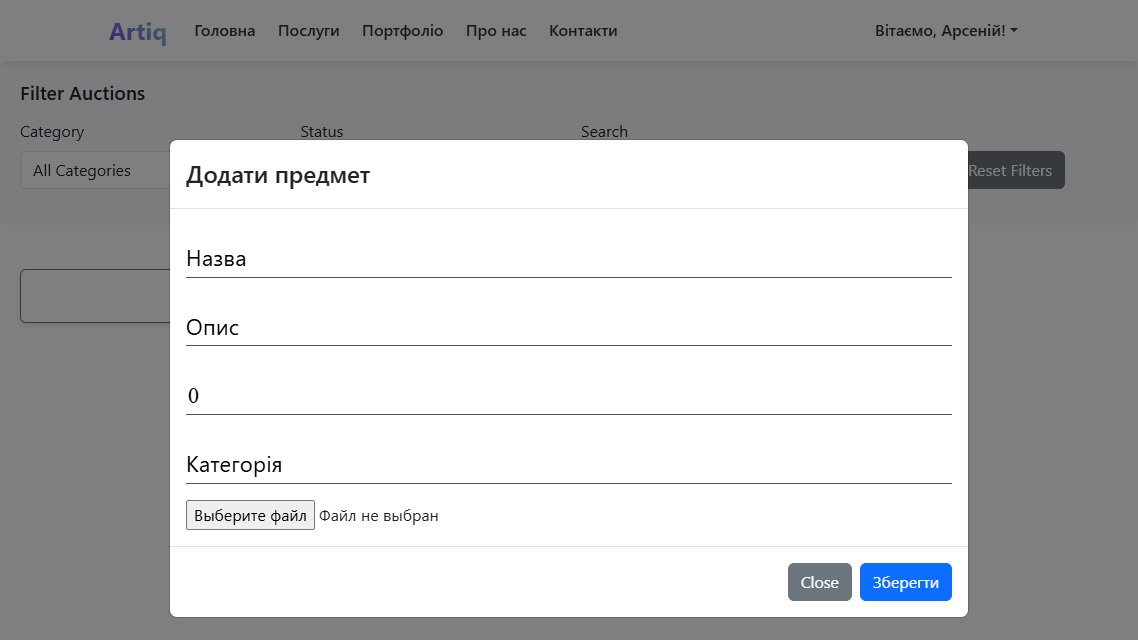 Artiq Головна Послуги Портфоліо Про нас Контакти Вітаємо, Арсеній!
Filter Auctions
Category Status Search
All Categories Reset Filters
Додати предмет
Назва
Опис
0
Категорія
Выберите файл Файл не выбран
Close Зберегти